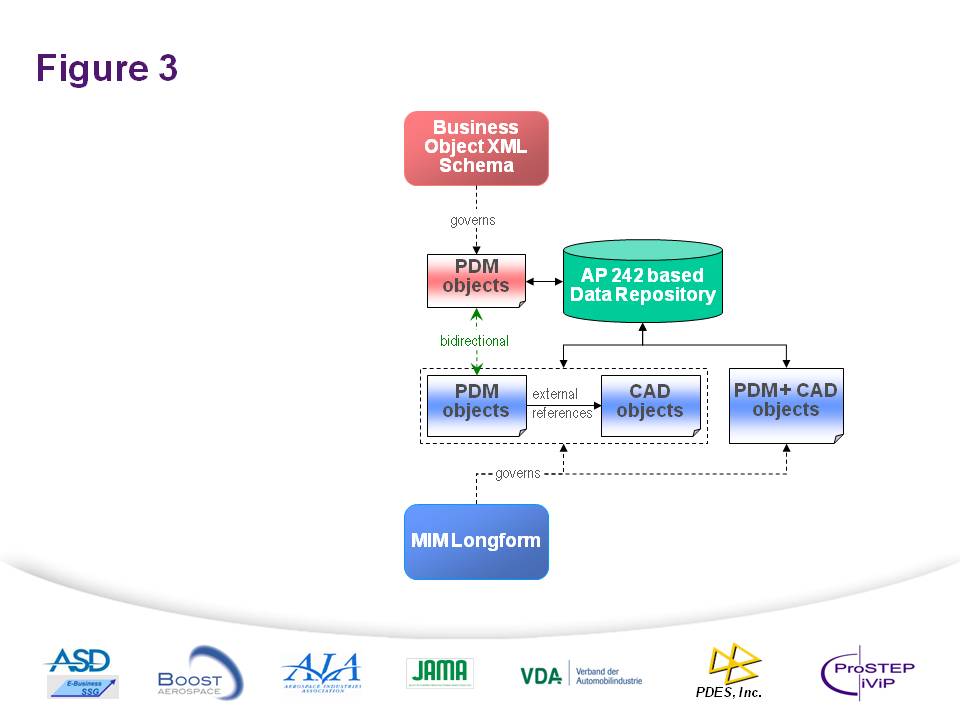 Figure 3
Business
Object XML
Schema
governs
PDM
objects
AP 242 based
Data Repository
bidirectional
PDM
objects
external
references
CAD
objects
PDM+ CAD
objects
governs
MIM Longform
ASD
E-Business
SSG
BOOST
AEROSPACE
AIA
AEROSPACE INDUSTRIES
ASSOCIATION
JAMA
VDA
Verband der
Automobilindustrie
PDES, Inc.
ProSTEP
iViP